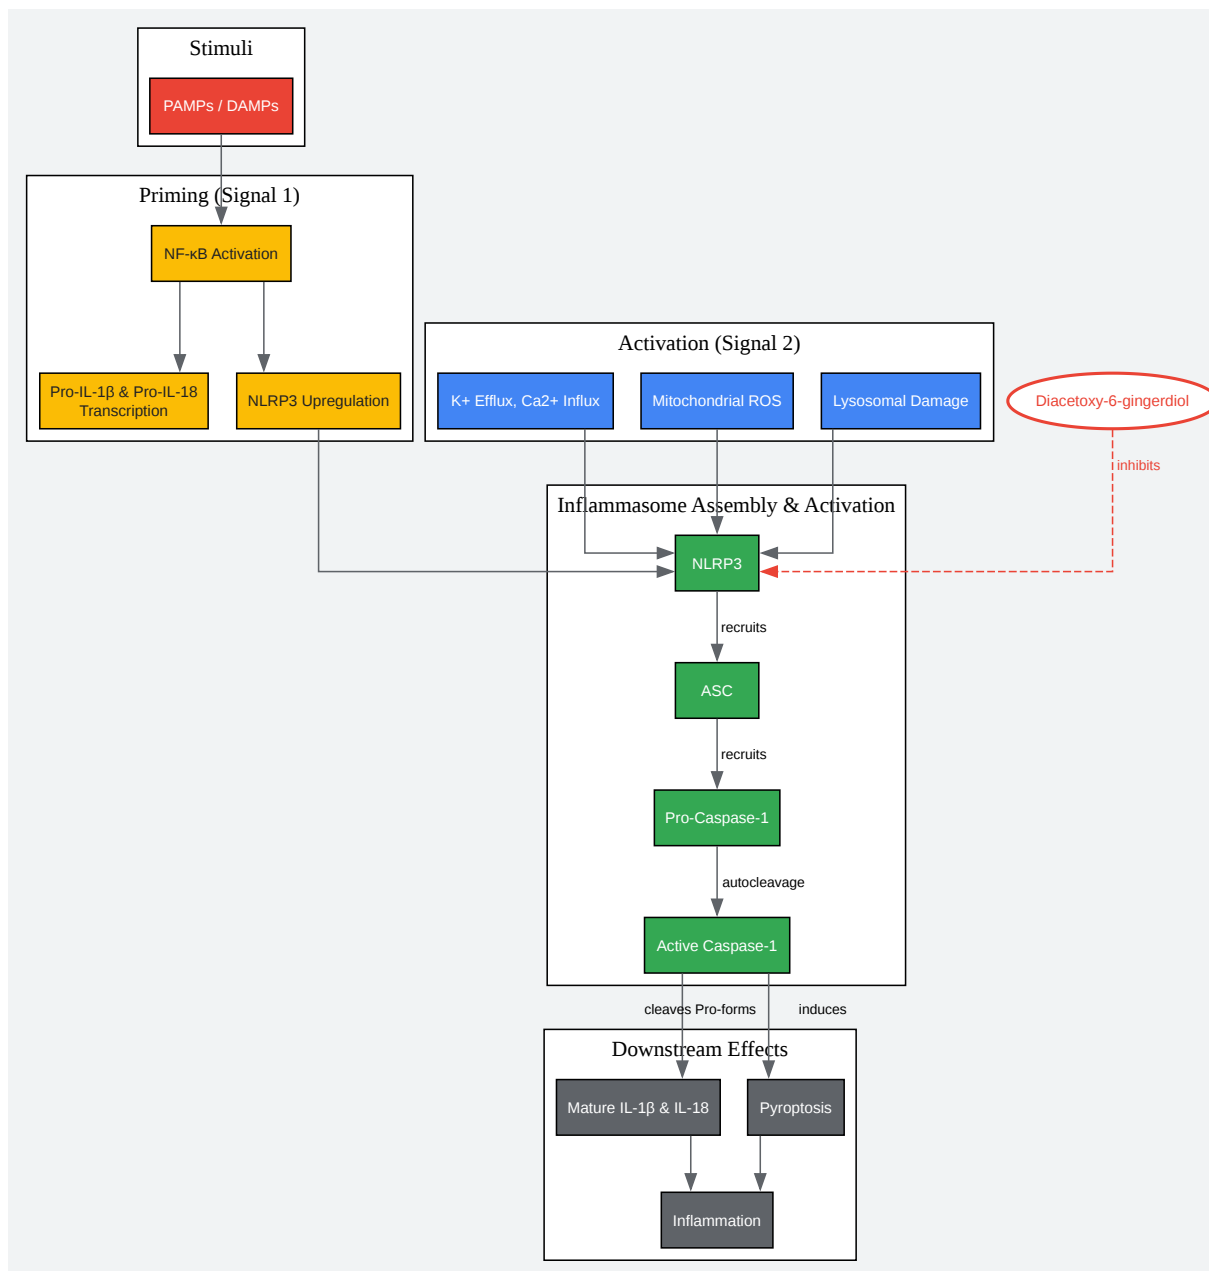 Stimuli
PAMPs / DAMPs
Priming (Signal 1)
NF-κB Activation
Pro-IL-1β & Pro-IL-18
Transcription
NLRP3 Upregulation
Activation (Signal 2)
K+ Efflux, Ca2+ Influx
Mitochondrial ROS
Lysosomal Damage
Diacetoxy-6-gingerdiol
inhibits
Inflammasome Assembly & Activation
NLRP3
recruits
ASC
recruits
Pro-Caspase-1
autocleavage
Active Caspase-1
cleaves Pro-forms
induces
Downstream Effects
Mature IL-1β & IL-18
Pyroptosis
Inflammation